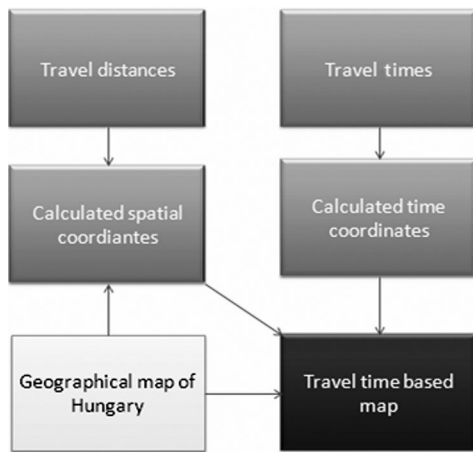 Travel distances
Travel times
Calculated spatial
coordiantes
Calculated time
coordinates
Geographical map of
Hungary
Travel time based
map